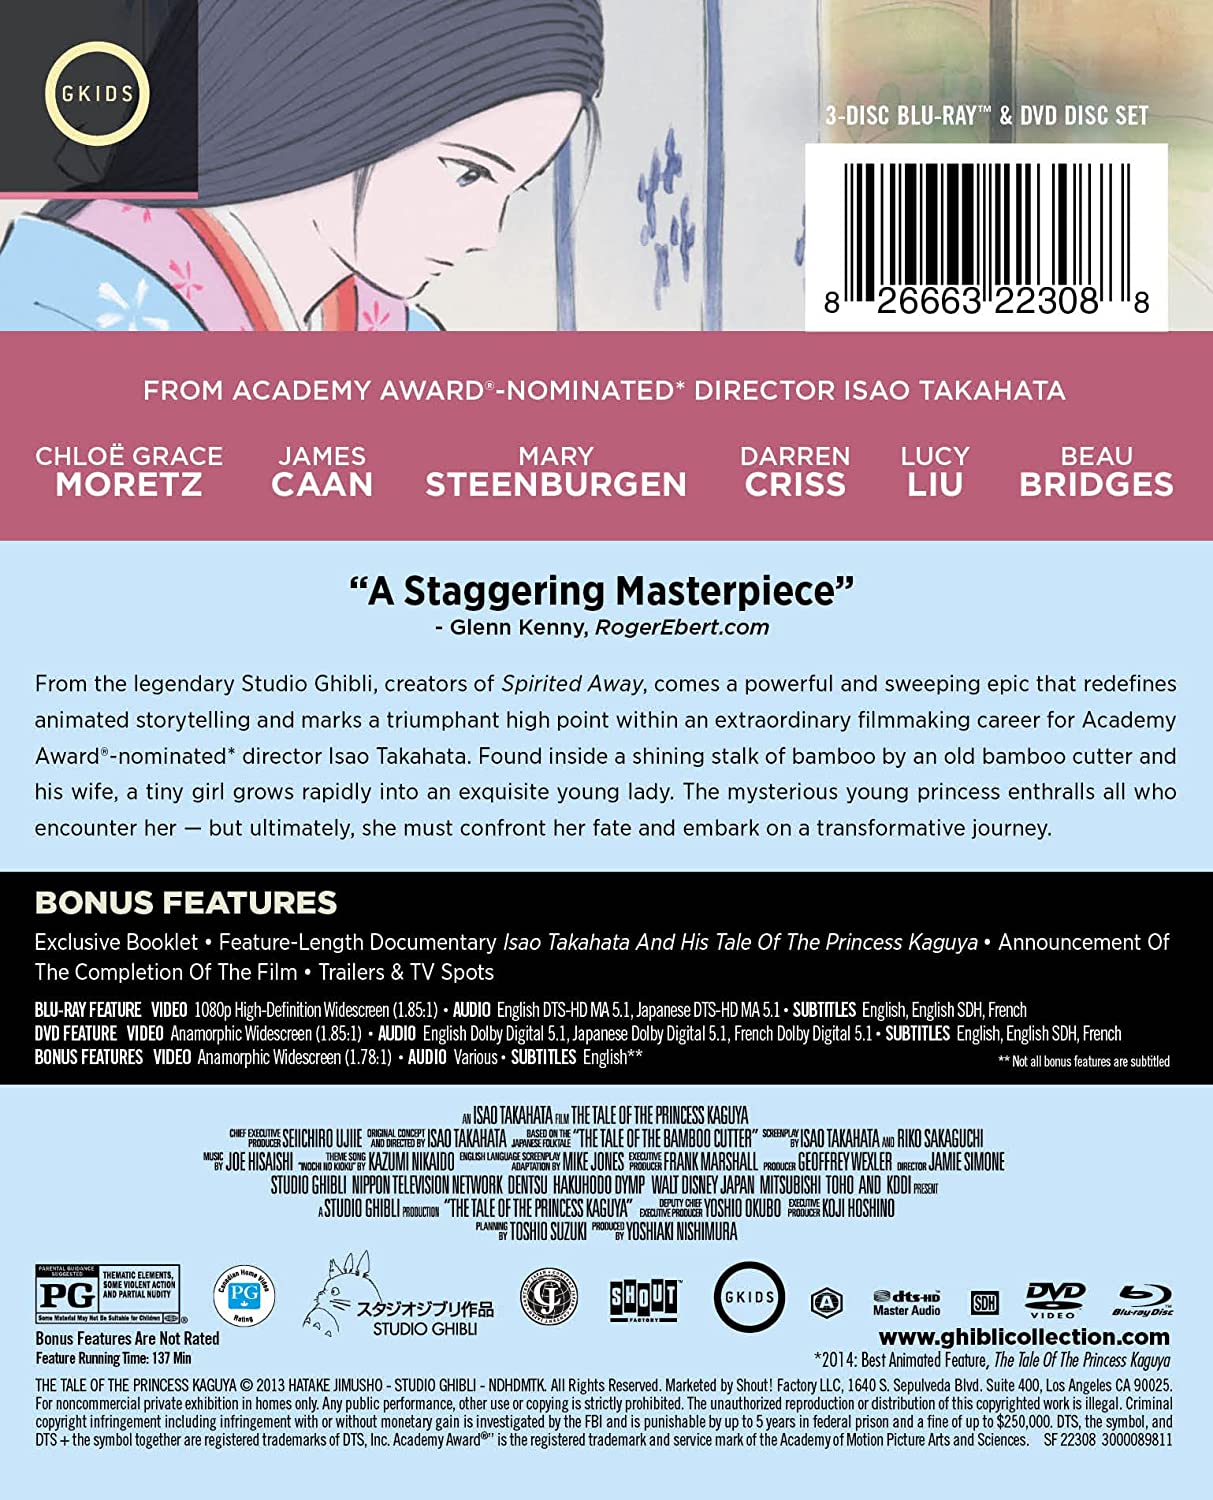 GKIDS
3-DISC BLU-RAY™ & DVD DISC SET
8 26663 22308 8
FROM ACADEMY AWARD®-NOMINATED* DIRECTOR ISAO TAKAHATA
CHLOË GRACE MORETZ JAMES CAAN MARY STEENBURGEN DARREN CRISS LUCY LIU BEAU BRIDGES
“A Staggering Masterpiece”
- Glenn Kenny, RogerEbert.com
From the legendary Studio Ghibli, creators of Spirited Away, comes a powerful and sweeping epic that redefines
animated storytelling and marks a triumphant high point within an extraordinary filmmaking career for Academy
Award®-nominated* director Isao Takahata. Found inside a shining stalk of bamboo by an old bamboo cutter and
his wife, a tiny girl grows rapidly into an exquisite young lady. The mysterious young princess enthralls all who
encounter her — but ultimately, she must confront her fate and embark on a transformative journey.
BONUS FEATURES
Exclusive Booklet • Feature-Length Documentary Isao Takahata And His Tale Of The Princess Kaguya • Announcement Of
The Completion Of The Film • Trailers & TV Spots
BLU-RAY FEATURE VIDEO 1080p High-Definition Widescreen (1.85:1) • AUDIO English DTS-HD MA 5.1, Japanese DTS-HD MA 5.1 • SUBTITLES English, English SDH, French
DVD FEATURE VIDEO Anamorphic Widescreen (1.85:1) • AUDIO English Dolby Digital 5.1, Japanese Dolby Digital 5.1, French Dolby Digital 5.1 • SUBTITLES English, English SDH, French
BONUS FEATURES VIDEO Anamorphic Widescreen (1.78:1) • AUDIO Various • SUBTITLES English**
** Not all bonus features are subtitled
AN ISAO TAKAHATA FILM THE TALE OF THE PRINCESS KAGUYA
CHIEF EXECUTIVE PRODUCER SEIICHIRO UJIIE ORIGINAL CONCEPT AND DIRECTED BY ISAO TAKAHATA BASED ON THE JAPANESE FOLKTALE “THE TALE OF THE BAMBOO CUTTER” SCREENPLAY BY ISAO TAKAHATA AND RIKO SAKAGUCHI
MUSIC BY JOE HISAISHI THEME SONG "INOCHI NO KIOKU" BY KAZUMI NIKAIDO ENGLISH LANGUAGE SCREENPLAY ADAPTATION BY MIKE JONES EXECUTIVE PRODUCER FRANK MARSHALL PRODUCER GEOFFREY WEXLER DIRECTOR JAMIE SIMONE
STUDIO GHIBLI NIPPON TELEVISION NETWORK DENTSU HAKUHODO DYMP WALT DISNEY JAPAN MITSUBISHI TOHO AND KDDI PRESENT
A STUDIO GHIBLI PRODUCTION “THE TALE OF THE PRINCESS KAGUYA” DEPUTY CHIEF EXECUTIVE PRODUCER YOSHIO OKUBO EXECUTIVE PRODUCER KOJI HOSHINO
PLANNING BY TOSHIO SUZUKI PRODUCED BY YOSHIAKI NISHIMURA
PARENTAL GUIDANCE SUGGESTED
PG THEMATIC ELEMENTS, SOME VIOLENT ACTION AND PARTIAL NUDITY
Some Material May Not Be Suitable for Children
Canadian Home Video PG Rating
スタジオジブリ作品
STUDIO GHIBLI
SHOUT™ FACTORY
GKIDS
A
dts-HD Master Audio
SDH
DVD VIDEO
Blu-ray Disc
Bonus Features Are Not Rated
Feature Running Time: 137 Min
www.ghiblicollection.com
*2014: Best Animated Feature, The Tale Of The Princess Kaguya
THE TALE OF THE PRINCESS KAGUYA © 2013 HATAKE JIMUSHO - STUDIO GHIBLI - NDHDMTK. All Rights Reserved. Marketed by Shout! Factory LLC, 1640 S. Sepulveda Blvd. Suite 400, Los Angeles CA 90025.
For noncommercial private exhibition in homes only. Any public performance, other use or copying is strictly prohibited. The unauthorized reproduction or distribution of this copyrighted work is illegal. Criminal
copyright infringement including infringement with or without monetary gain is investigated by the FBI and is punishable by up to 5 years in federal prison and a fine of up to $250,000. DTS, the symbol, and
DTS + the symbol together are registered trademarks of DTS, Inc. Academy Award®" is the registered trademark and service mark of the Academy of Motion Picture Arts and Sciences. SF 22308 3000089811